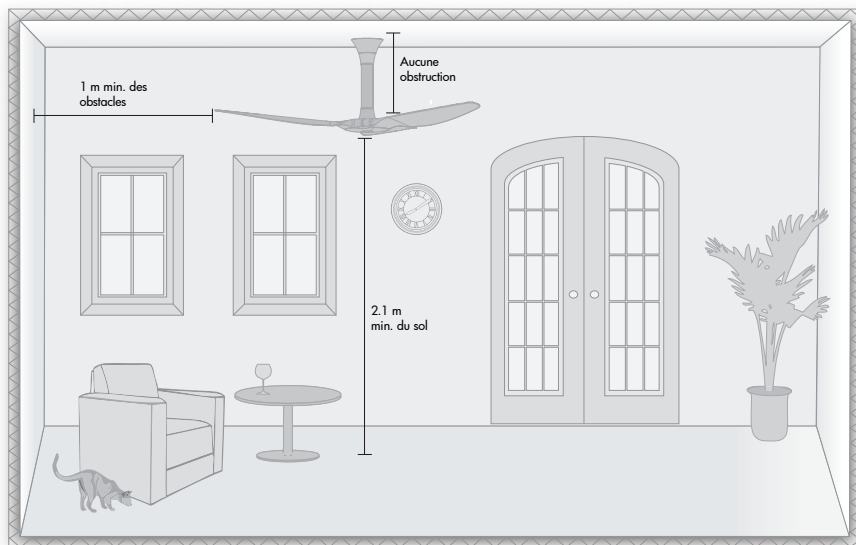 Aucune
obstruction
1 m min. des
obstacles
2.1 m
min. du sol